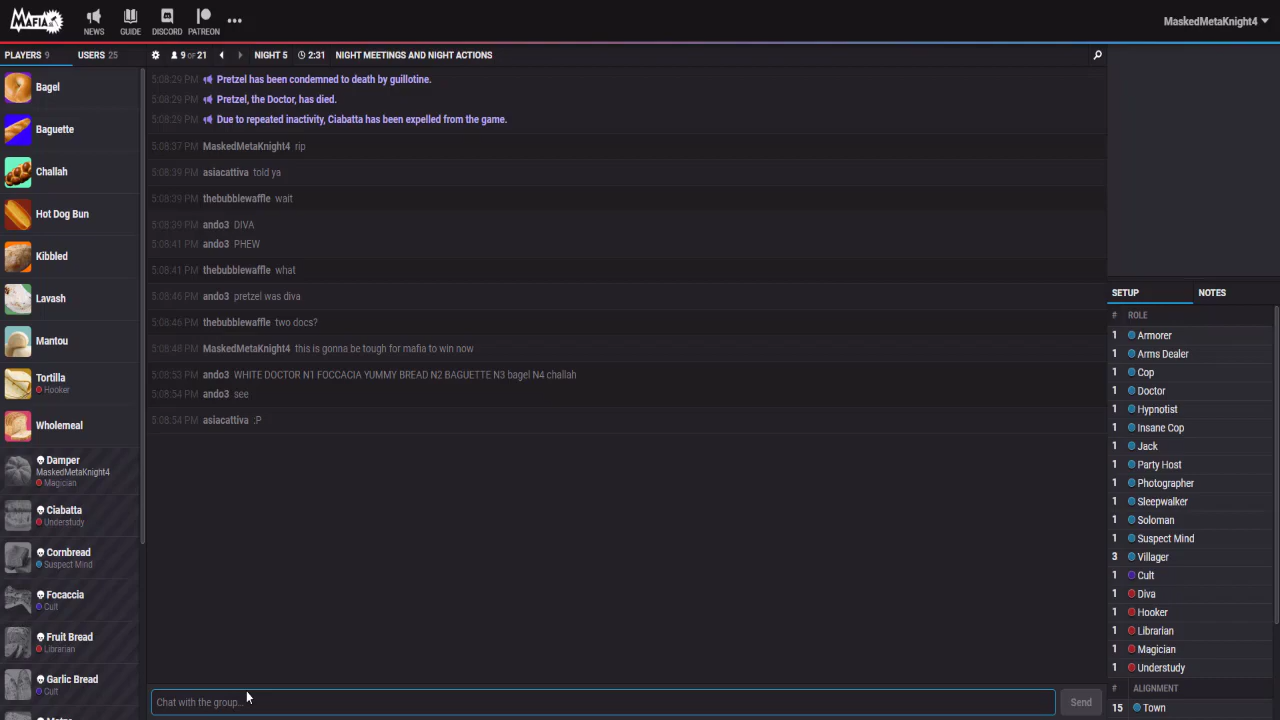 MAFIA
NEWS
GUIDE
DISCORD
PATREON
MaskedMetaKnight4
PLAYERS 9
USERS 25
9 of 21
NIGHT 5
2:31
NIGHT MEETINGS AND NIGHT ACTIONS
Bagel
Baguette
Challah
Hot Dog Bun
Kibbled
Lavash
Mantou
Tortilla
Hooker
Wholemeal
Damper
MaskedMetaKnight4
Magician
Ciabatta
Understudy
Cornbread
Suspect Mind
Focaccia
Cult
Fruit Bread
Librarian
Garlic Bread
Cult
5:08:29 PM Pretzel has been condemned to death by guillotine.
5:08:29 PM Pretzel, the Doctor, has died.
5:08:29 PM Due to repeated inactivity, Ciabatta has been expelled from the game.
5:08:37 PM MaskedMetaKnight4 rip
5:08:39 PM asiacattiva told ya
5:08:39 PM thebubblewaffle wait
5:08:39 PM ando3 DIVA
5:08:41 PM ando3 PHEW
5:08:41 PM thebubblewaffle what
5:08:46 PM ando3 pretzel was diva
5:08:46 PM thebubblewaffle two docs?
5:08:48 PM MaskedMetaKnight4 this is gonna be tough for mafia to win now
5:08:53 PM ando3 WHITE DOCTOR N1 FOCCACIA YUMMY BREAD N2 BAGUETTE N3 bagel N4 challah
5:08:54 PM ando3 see
5:08:54 PM asiacattiva :P
Chat with the group...
Send
SETUP
NOTES
# ROLE
1 Armorer
1 Arms Dealer
1 Cop
1 Doctor
1 Hypnotist
1 Insane Cop
1 Jack
1 Party Host
1 Photographer
1 Sleepwalker
1 Soloman
1 Suspect Mind
3 Villager
1 Cult
1 Diva
1 Hooker
1 Librarian
1 Magician
1 Understudy
# ALIGNMENT
15 Town